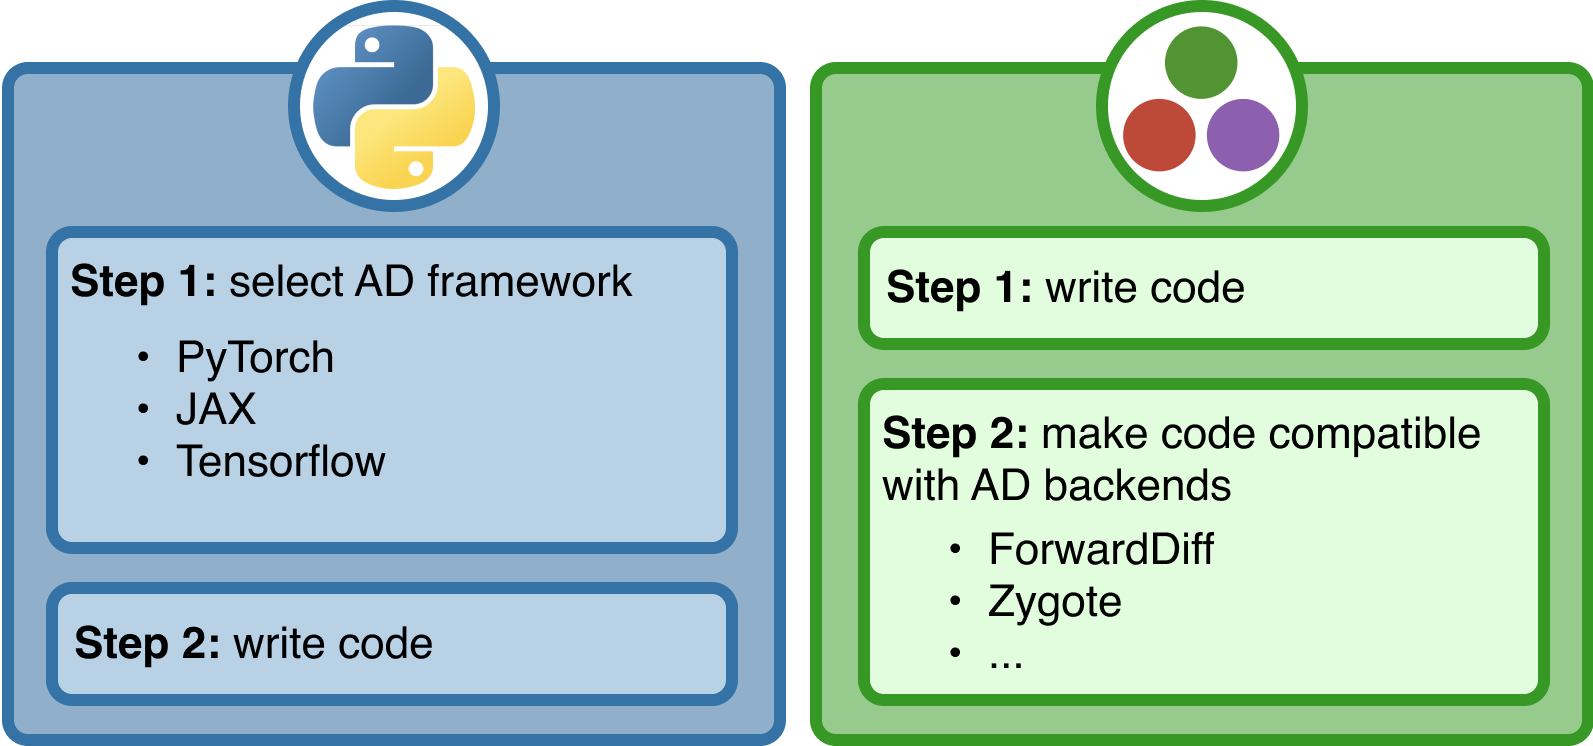 Step 1: select AD framework
• PyTorch
• JAX
• Tensorflow
Step 2: write code
Step 1: write code
Step 2: make code compatible
with AD backends
• ForwardDiff
• Zygote
• ...